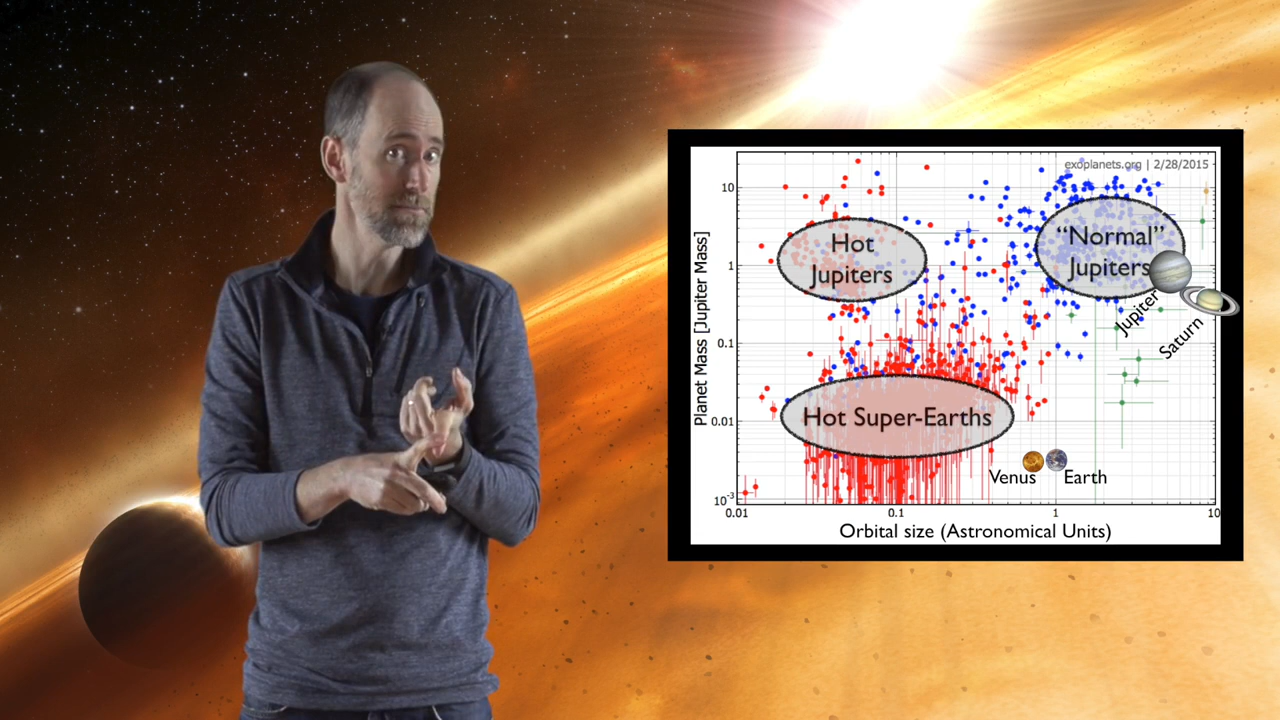 exoplanets.org | 2/28/2015
Planet Mass [Jupiter Mass]
10
1
0.1
0.01
10-3
Hot
Jupiters
“Normal”
Jupiters
Jupiter
Saturn
Hot Super-Earths
Venus
Earth
0.01
0.1
1
10
Orbital size (Astronomical Units)